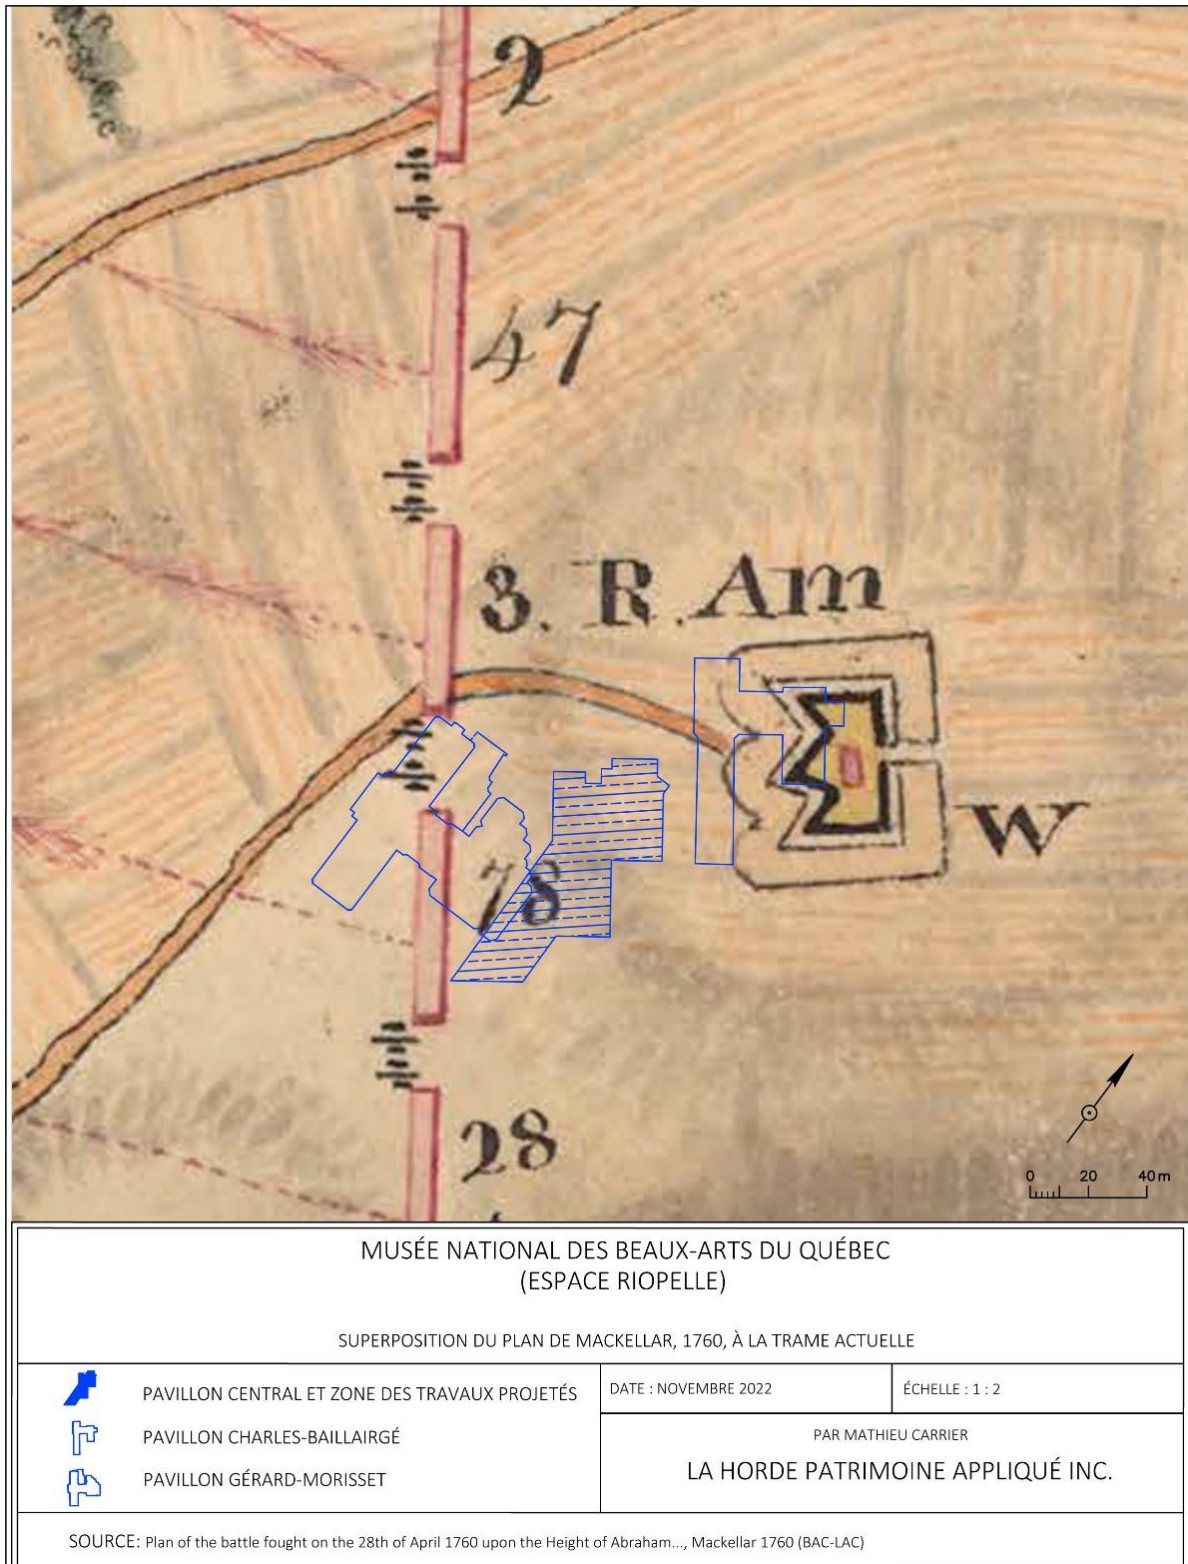 2
47
3. R. Am
W
78
28
0 20 40m
MUSÉE NATIONAL DES BEAUX-ARTS DU QUÉBEC
(ESPACE RIOPELLE)
SUPERPOSITION DU PLAN DE MACKELLAR, 1760, À LA TRAME ACTUELLE
PAVILLON CENTRAL ET ZONE DES TRAVAUX PROJETÉS
PAVILLON CHARLES-BAILLAIRGÉ
PAVILLON GÉRARD-MORISSET
DATE : NOVEMBRE 2022
ÉCHELLE : 1 : 2
PAR MATHIEU CARRIER
LA HORDE PATRIMOINE APPLIQUÉ INC.
SOURCE: Plan of the battle fought on the 28th of April 1760 upon the Height of Abraham..., Mackellar 1760 (BAC-LAC)